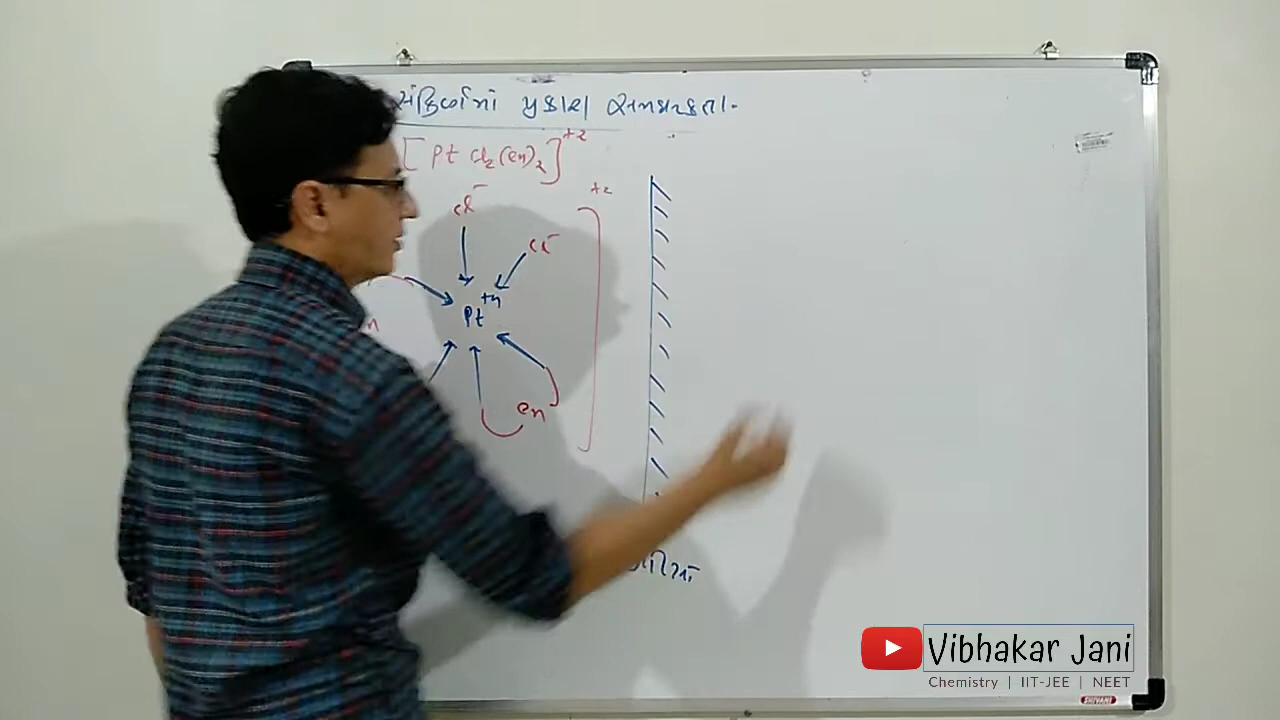 પ્રકાશ સમઘટકતા.
[Pt Cl₂(en)₂]⁺²
+2
Cl⁻
Cl⁻
Pt⁺⁴
n
en
Vibhakar Jani
Chemistry | IIT-JEE | NEET
SHIVANI